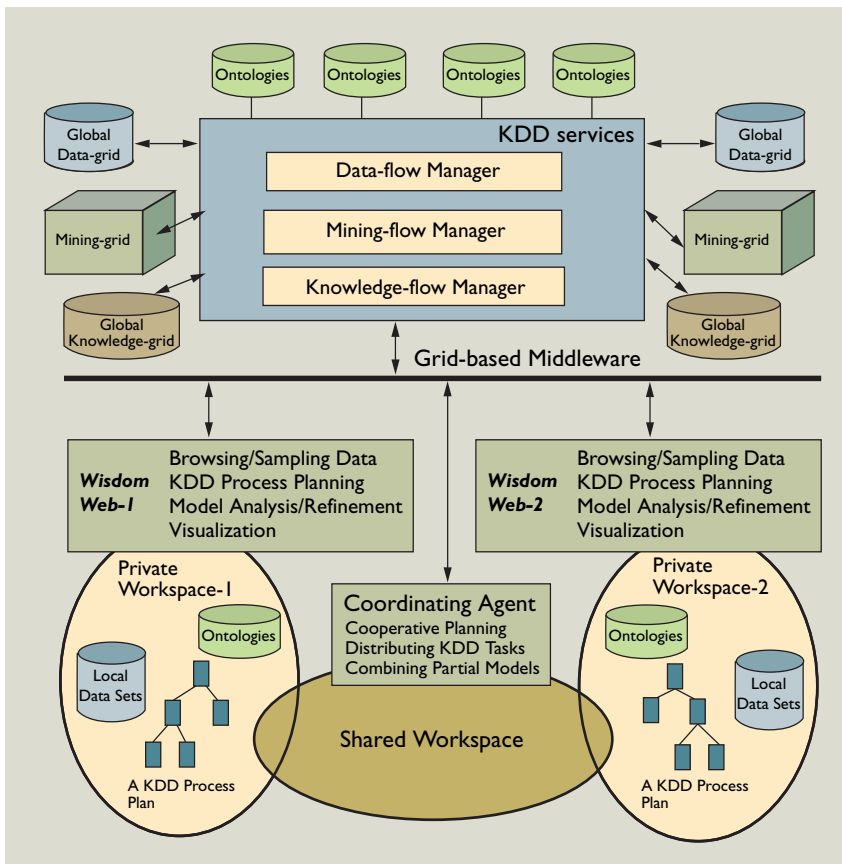 Ontologies
Ontologies
Ontologies
Ontologies
KDD services
Global
Data-grid
Global
Data-grid
Data-flow Manager
Mining-flow Manager
Mining-grid
Mining-grid
Knowledge-flow Manager
Global
Knowledge-grid
Global
Knowledge-grid
Grid-based Middleware
Wisdom
Web-1
Browsing/Sampling Data
KDD Process Planning
Model Analysis/Refinement
Visualization
Wisdom
Web-2
Browsing/Sampling Data
KDD Process Planning
Model Analysis/Refinement
Visualization
Private
Workspace-1
Ontologies
Local
Data Sets
A KDD Process
Plan
Coordinating Agent
Cooperative Planning
Distributing KDD Tasks
Combining Partial Models
Shared Workspace
Private
Workspace-2
Ontologies
Local
Data Sets
A KDD Process
Plan